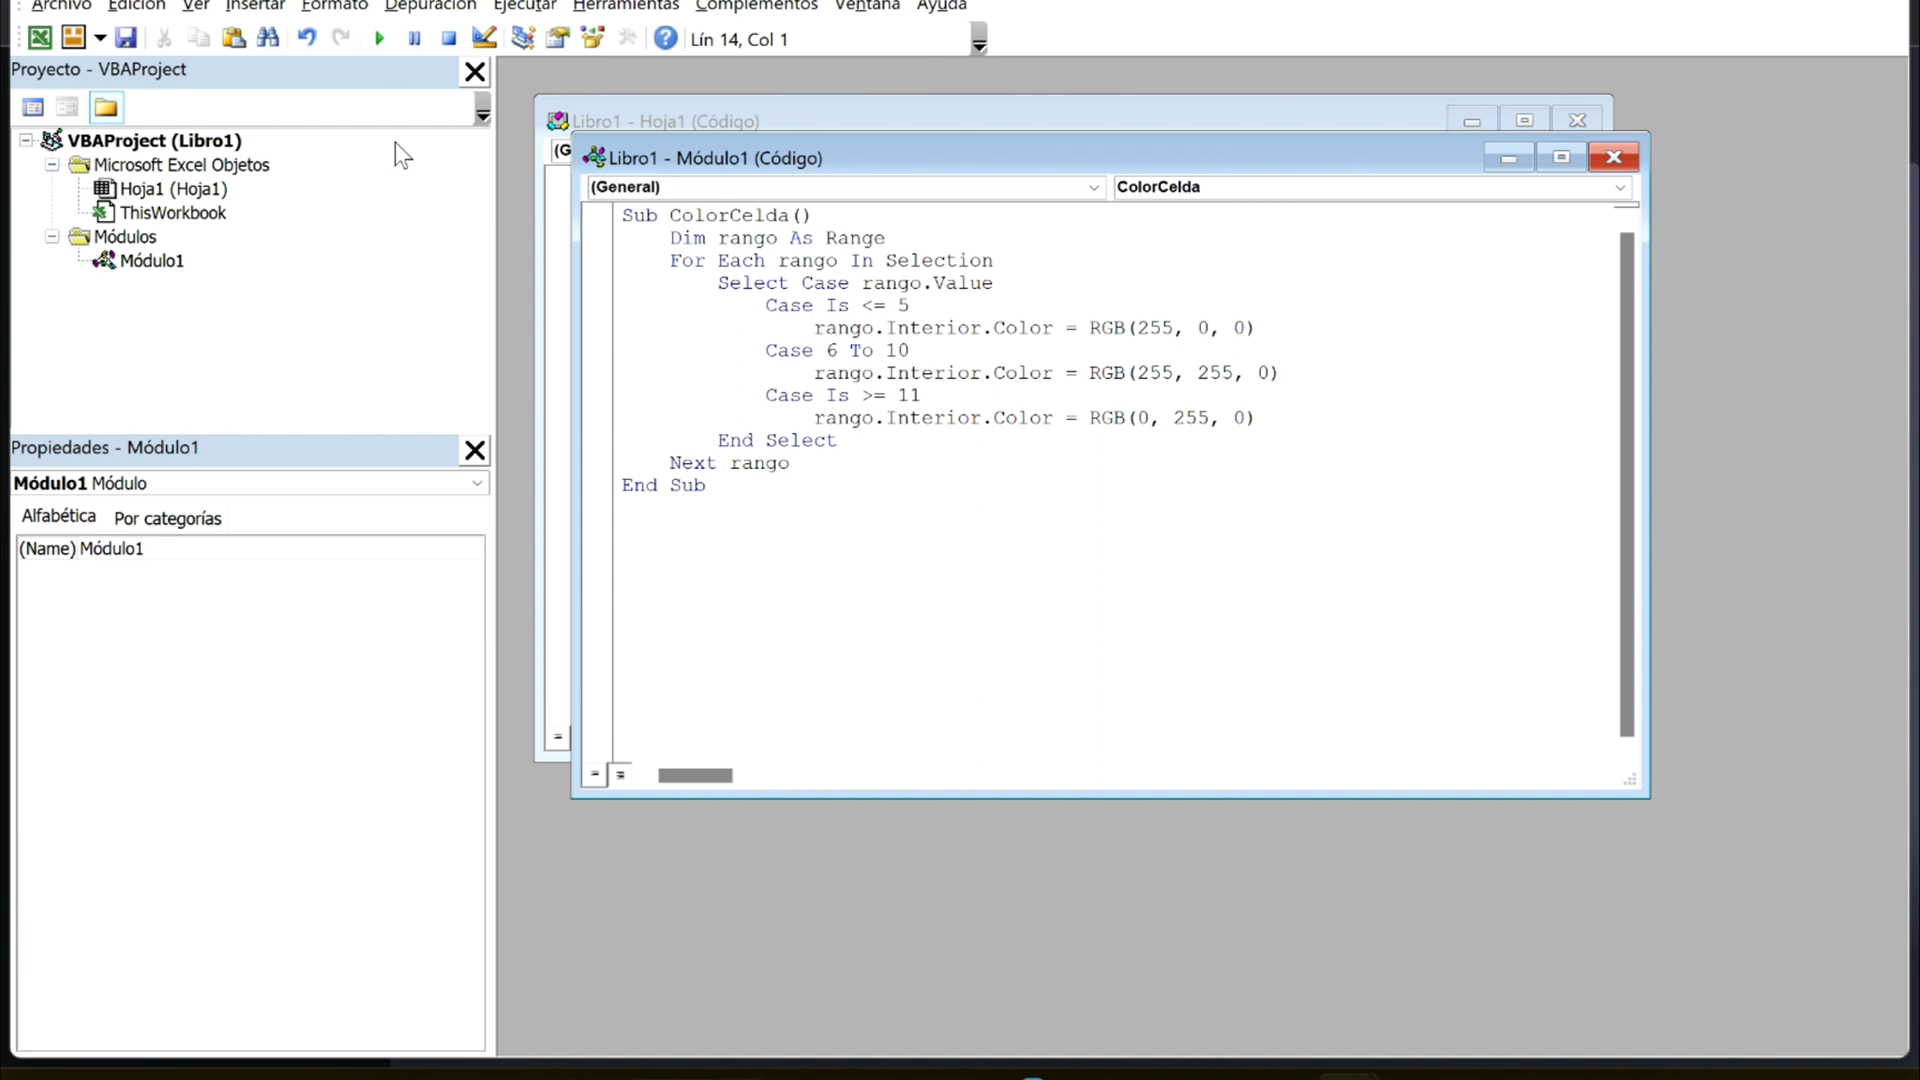 Archivo Edición Ver Insertar Formato Depuración Ejecutar Herramientas Complementos Ventana Ayuda
Lín 14, Col 1
Proyecto - VBAProject
VBAProject (Libro1)
Microsoft Excel Objetos
Hoja1 (Hoja1)
ThisWorkbook
Módulos
Módulo1
Propiedades - Módulo1
Módulo1 Módulo
Alfabética Por categorías
(Name) Módulo1
Libro1 - Hoja1 (Código)
(G
Libro1 - Módulo1 (Código)
(General) ColorCelda
Sub ColorCelda()
    Dim rango As Range
    For Each rango In Selection
        Select Case rango.Value
            Case Is <= 5
                rango.Interior.Color = RGB(255, 0, 0)
            Case 6 To 10
                rango.Interior.Color = RGB(255, 255, 0)
            Case Is >= 11
                rango.Interior.Color = RGB(0, 255, 0)
        End Select
    Next rango
End Sub